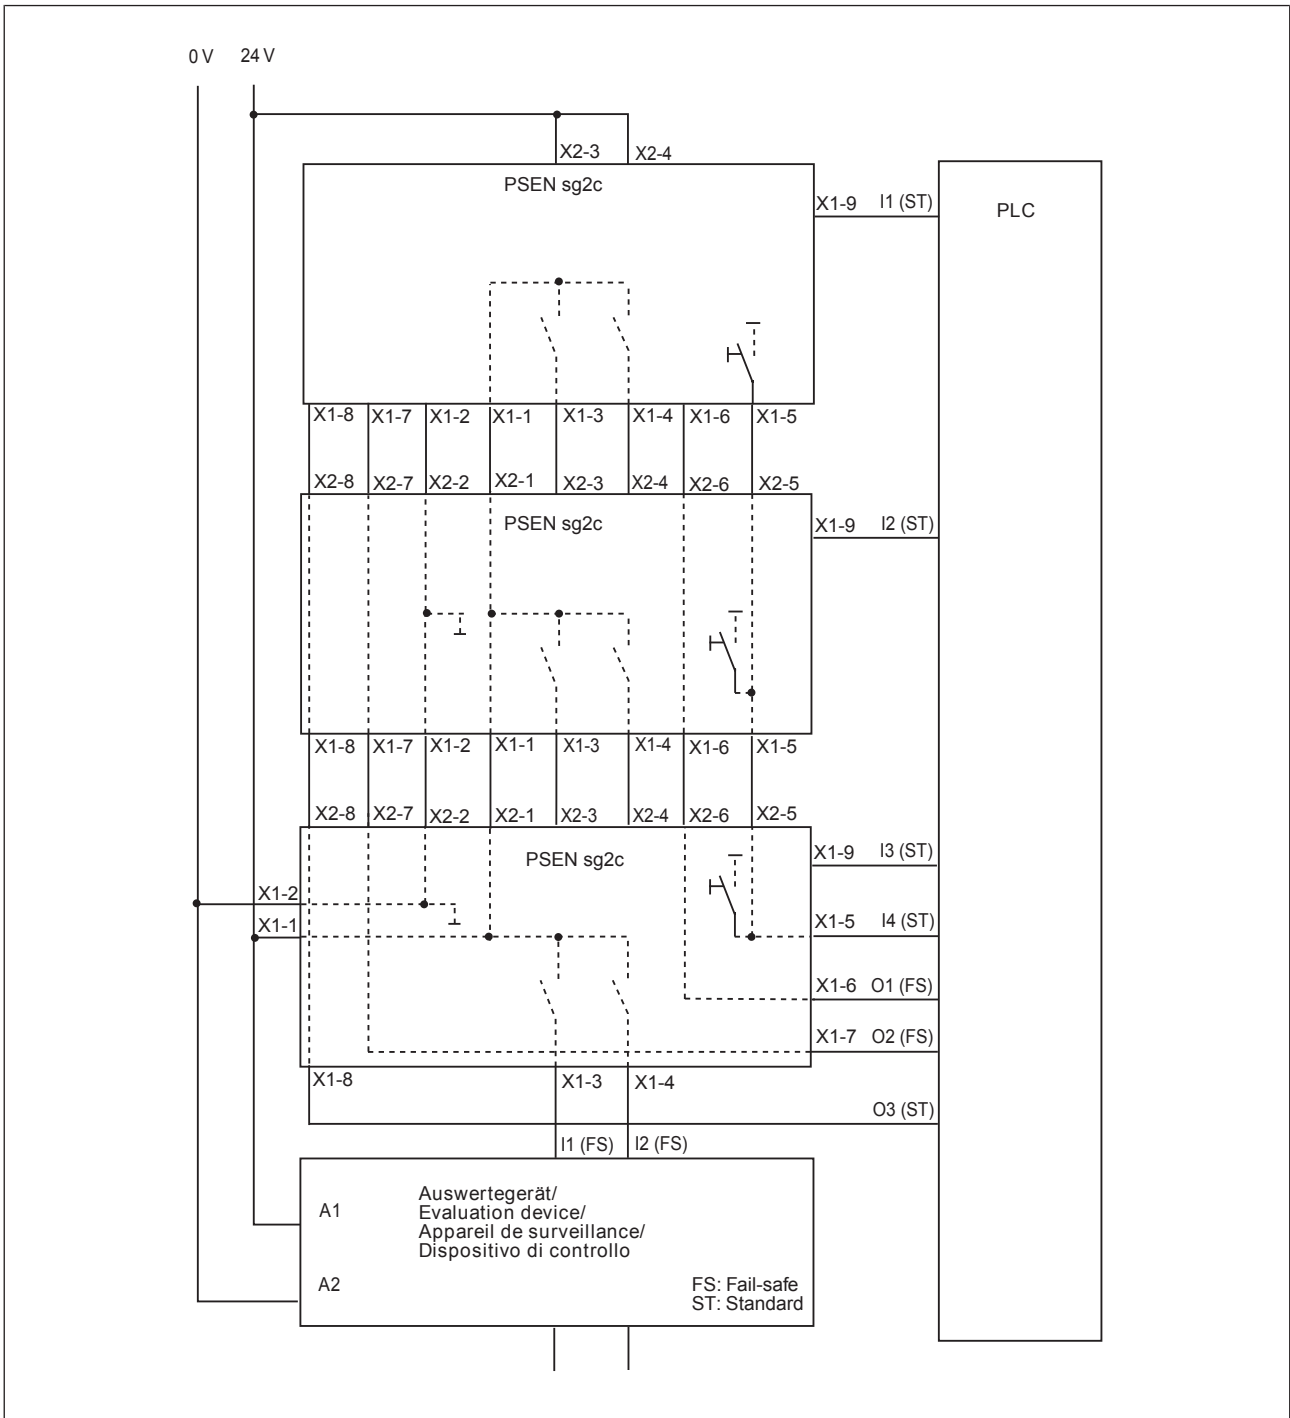 0 V 24 V
X2-3 X2-4
PSEN sg2c
X1-9 I1 (ST)
PLC
X1-8 X1-7 X1-2 X1-1 X1-3 X1-4 X1-6 X1-5
X2-8 X2-7 X2-2 X2-1 X2-3 X2-4 X2-6 X2-5
PSEN sg2c
X1-9 I2 (ST)
X1-8 X1-7 X1-2 X1-1 X1-3 X1-4 X1-6 X1-5
X2-8 X2-7 X2-2 X2-1 X2-3 X2-4 X2-6 X2-5
PSEN sg2c
X1-9 I3 (ST)
X1-2
X1-1
X1-5 I4 (ST)
X1-6 O1 (FS)
X1-7 O2 (FS)
X1-8 X1-3 X1-4
O3 (ST)
I1 (FS) I2 (FS)
A1
Auswertegerät/
Evaluation device/
Appareil de surveillance/
Dispositivo di controllo
A2
FS: Fail-safe
ST: Standard